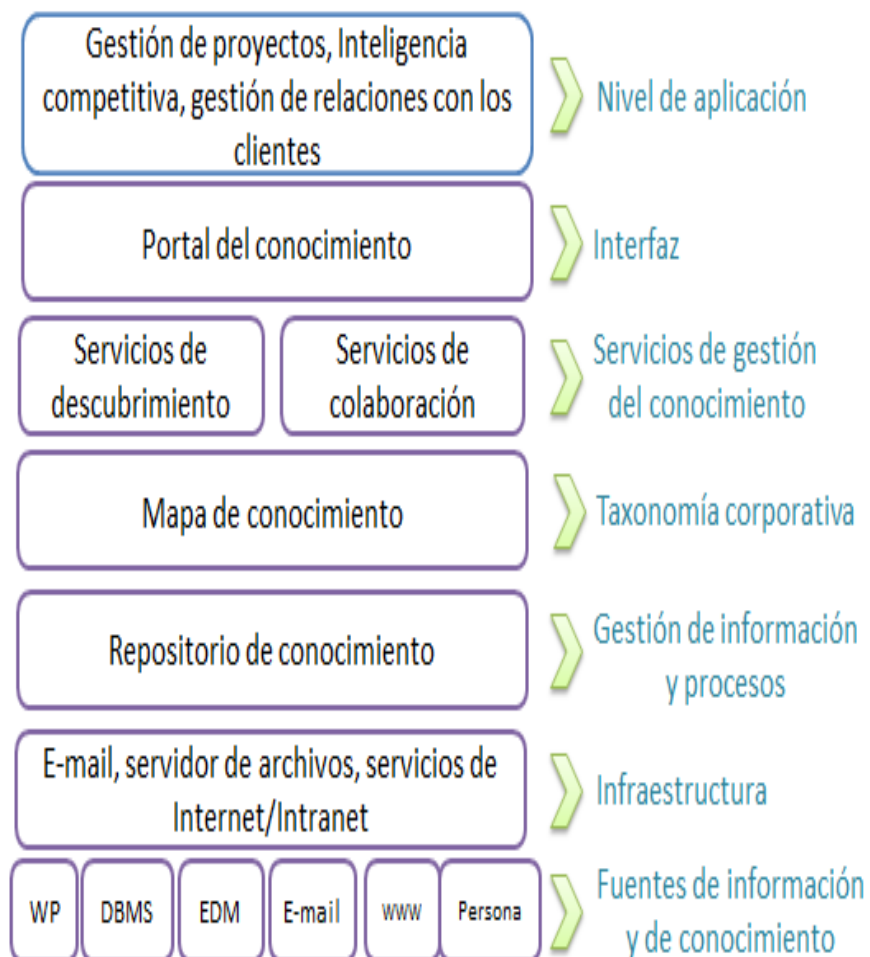 Gestión de proyectos, Inteligencia
competitiva, gestión de relaciones con los
clientes
Nivel de aplicación
Portal del conocimiento
Interfaz
Servicios de
descubrimiento
Servicios de
colaboración
Servicios de gestión
del conocimiento
Mapa de conocimiento
Taxonomía corporativa
Repositorio de conocimiento
Gestión de información
y procesos
E-mail, servidor de archivos, servicios de
Internet/Intranet
Infraestructura
WP
DBMS
EDM
E-mail
WWW
Persona
Fuentes de información
y de conocimiento